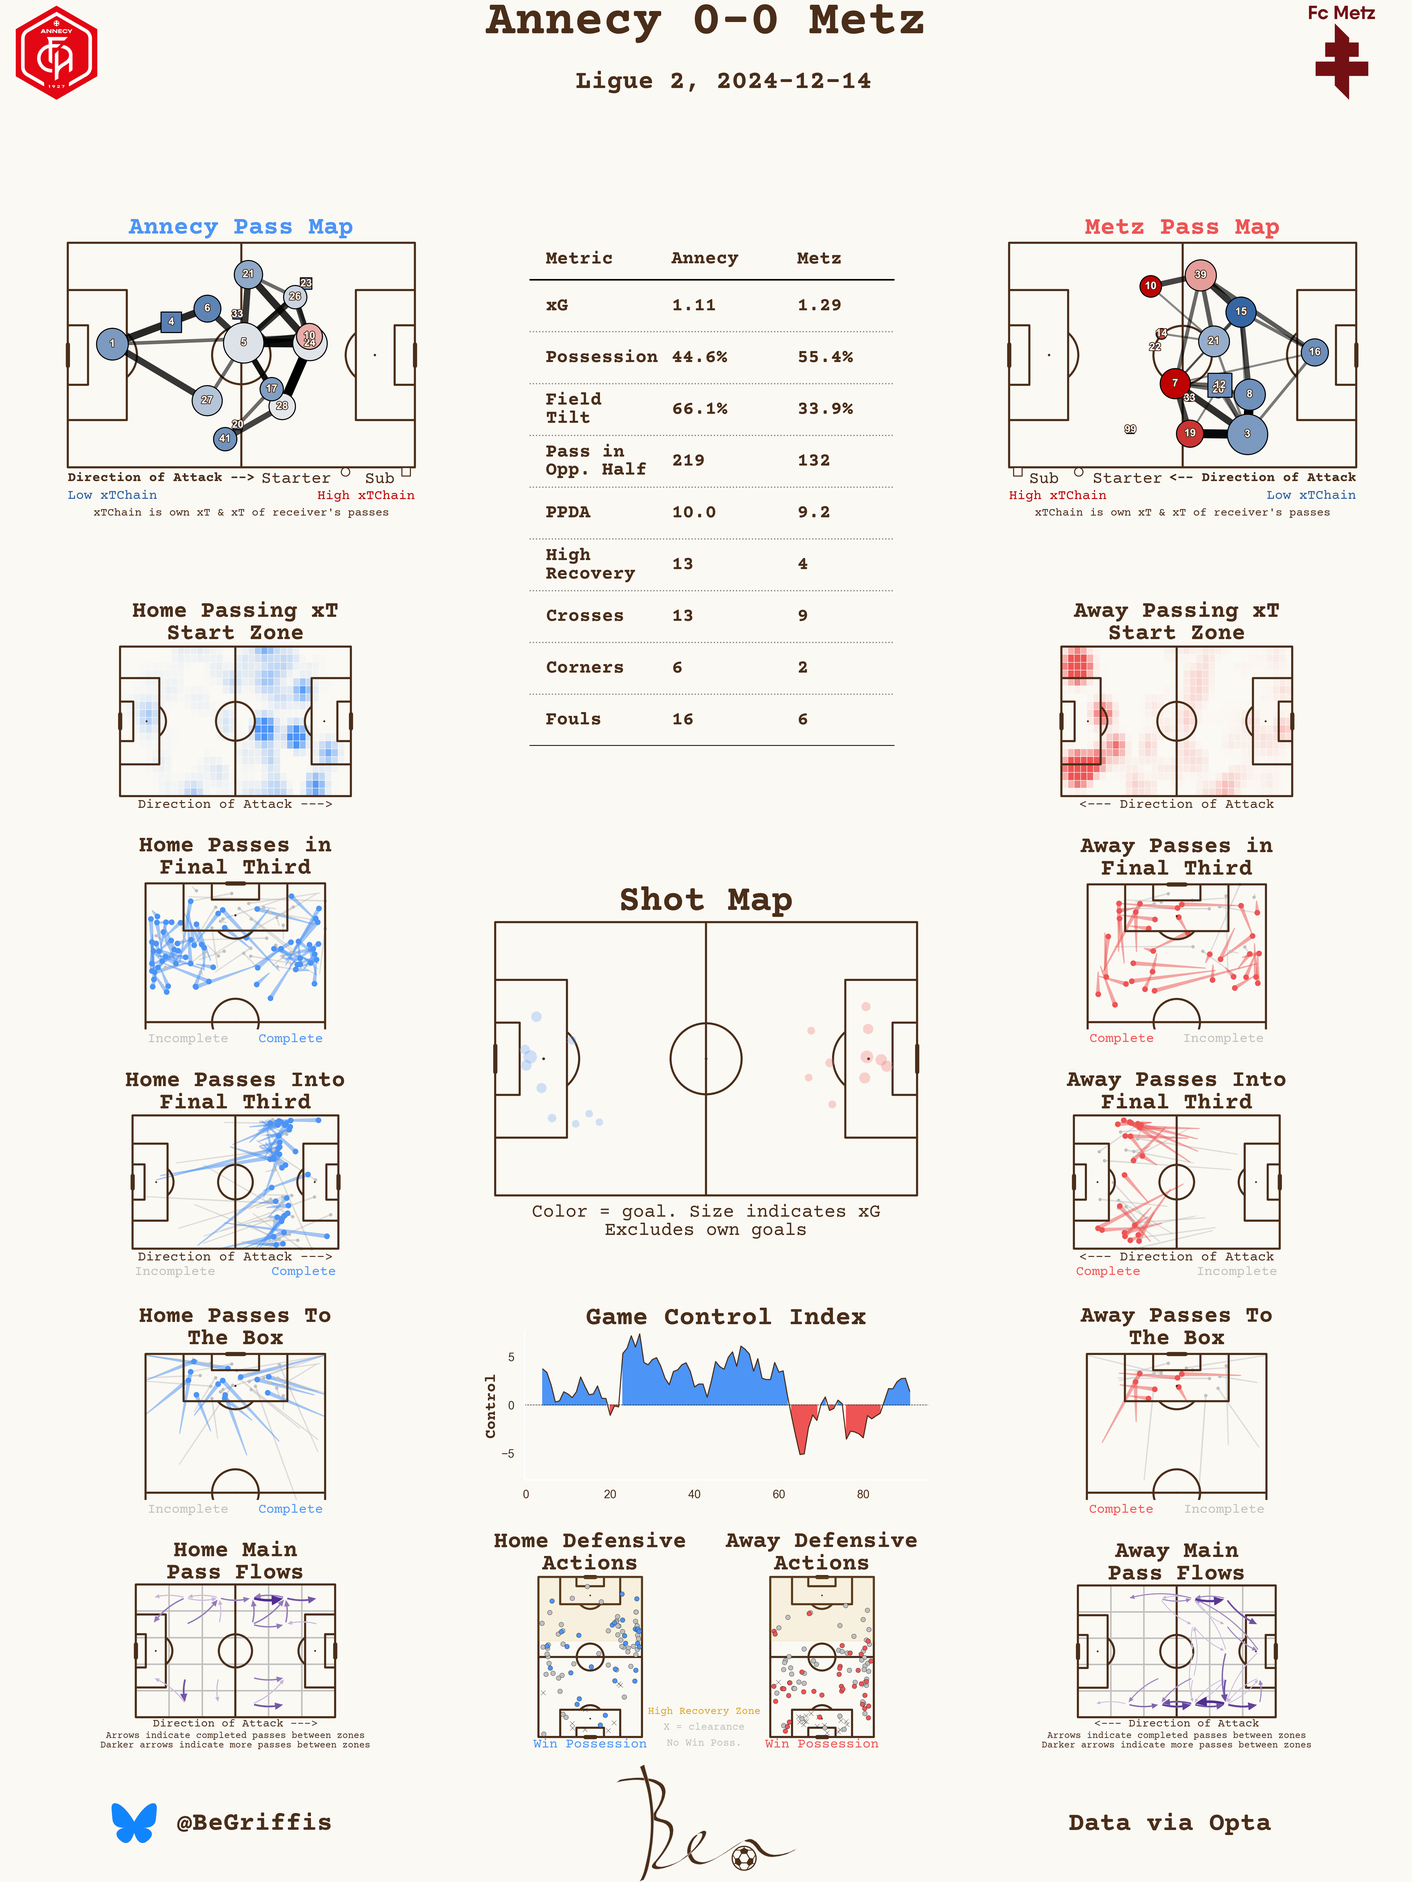 Annecy 0-0 Metz
Ligue 2, 2024-12-14
ANNECY
1927
Fc Metz
Annecy Pass Map
1
4
6
27
21
33
5
26
23
10
24
17
28
20
41
Direction of Attack --> Starter Sub
Low xTChain High xTChain
xTChain is own xT & xT of receiver's passes
Metric Annecy Metz
xG 1.11 1.29
Possession 44.6% 55.4%
Field
Tilt 66.1% 33.9%
Pass in
Opp. Half 219 132
PPDA 10.0 9.2
High
Recovery 13 4
Crosses 13 9
Corners 6 2
Fouls 16 6
Metz Pass Map
10
39
15
14
22
21
16
7
12
33
8
99
19
3
Sub Starter <-- Direction of Attack
High xTChain Low xTChain
xTChain is own xT & xT of receiver's passes
Home Passing xT
Start Zone
Direction of Attack --->
Away Passing xT
Start Zone
<--- Direction of Attack
Home Passes in
Final Third
Incomplete Complete
Away Passes in
Final Third
Complete Incomplete
Shot Map
Color = goal. Size indicates xG
Excludes own goals
Home Passes Into
Final Third
Direction of Attack --->
Incomplete Complete
Away Passes Into
Final Third
<--- Direction of Attack
Complete Incomplete
Home Passes To
The Box
Incomplete Complete
Game Control Index
Control
5
0
−5
0 20 40 60 80
Away Passes To
The Box
Complete Incomplete
Home Main
Pass Flows
Direction of Attack --->
Arrows indicate completed passes between zones
Darker arrows indicate more passes between zones
Home Defensive
Actions
Win Possession
High Recovery Zone
X = clearance
No Win Poss.
Away Defensive
Actions
Win Possession
Away Main
Pass Flows
<--- Direction of Attack
Arrows indicate completed passes between zones
Darker arrows indicate more passes between zones
@BeGriffis
Ben
Data via Opta